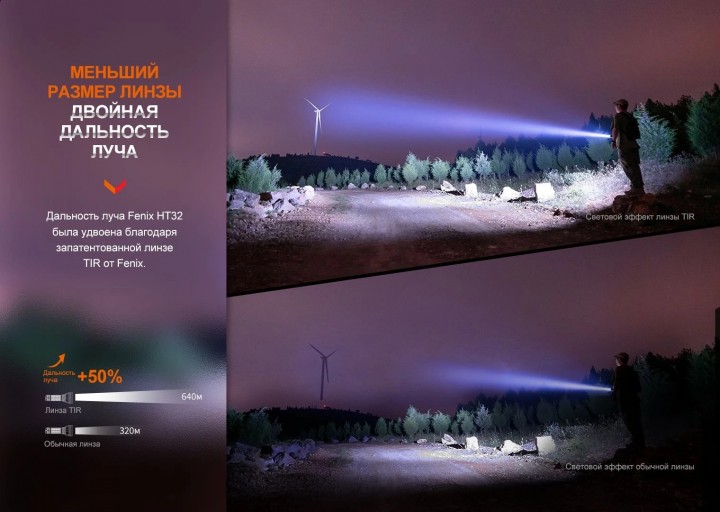 МЕНЬШИЙ
РАЗМЕР ЛИНЗЫ
ДВОЙНАЯ
ДАЛЬНОСТЬ
ЛУЧА
Дальность луча Fenix HT32
была удвоена благодаря
запатентованной линзе
TIR от Fenix.
Дальность
луча
+50%
640м
Линза TIR
320м
Обычная линза
Световой эффект линзы TIR
Световой эффект обычной линзы